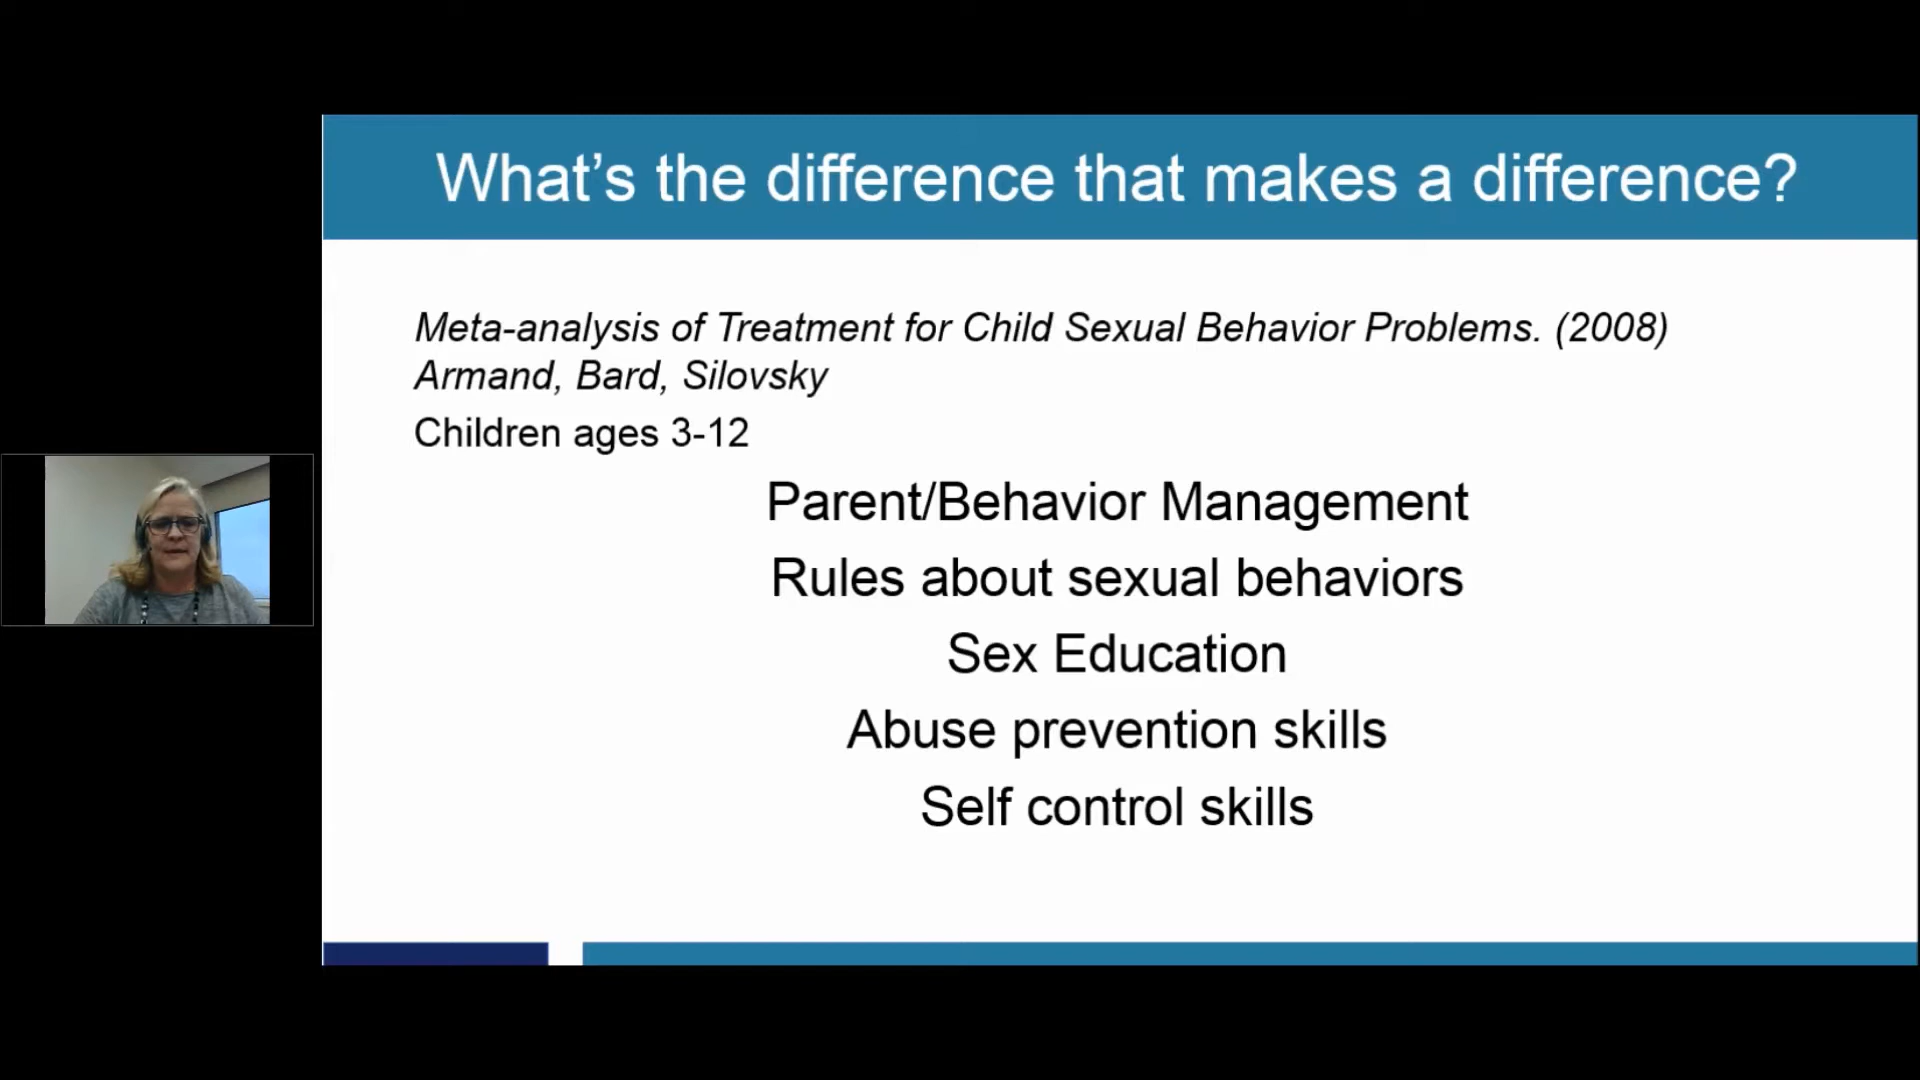 What’s the difference that makes a difference?
Meta-analysis of Treatment for Child Sexual Behavior Problems. (2008)
Armand, Bard, Silovsky
Children ages 3-12
Parent/Behavior Management
Rules about sexual behaviors
Sex Education
Abuse prevention skills
Self control skills